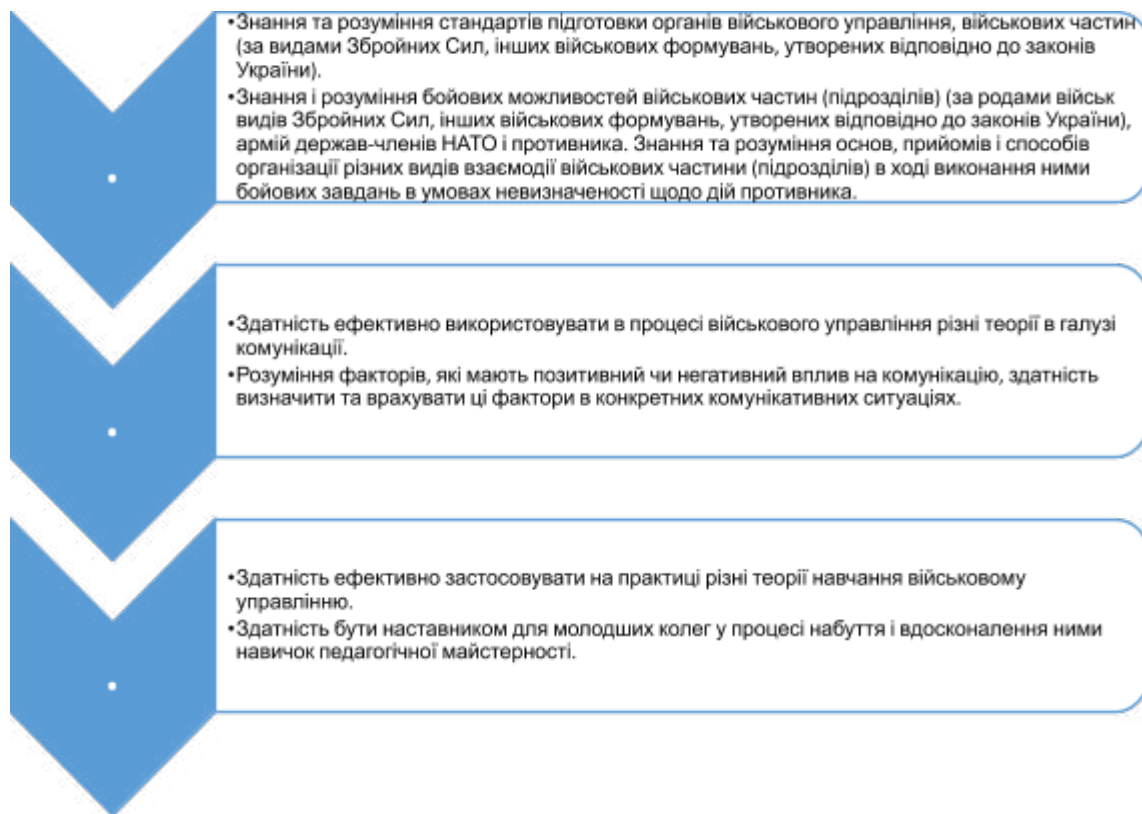 •Знання та розуміння стандартів підготовки органів військового управління, військових частин
(за видами Збройних Сил, інших військових формувань, утворених відповідно до законів
України).
•Знання і розуміння бойових можливостей військових частин (підрозділів) (за родами військ
видів Збройних Сил, інших військових формувань, утворених відповідно до законів України),
армій держав-членів НАТО і противника. Знання та розуміння основ, прийомів і способів
організації різних видів взаємодії військових частини (підрозділів) в ході виконання ними
бойових завдань в умовах невизначеності щодо дій противника.
•Здатність ефективно використовувати в процесі військового управління різні теорії в галузі
комунікації.
•Розуміння факторів, які мають позитивний чи негативний вплив на комунікацію, здатність
визначити та врахувати ці фактори в конкретних комунікативних ситуаціях.
•Здатність ефективно застосовувати на практиці різні теорії навчання військовому
управлінню.
•Здатність бути наставником для молодших колег у процесі набуття і вдосконалення ними
навичок педагогічної майстерності.